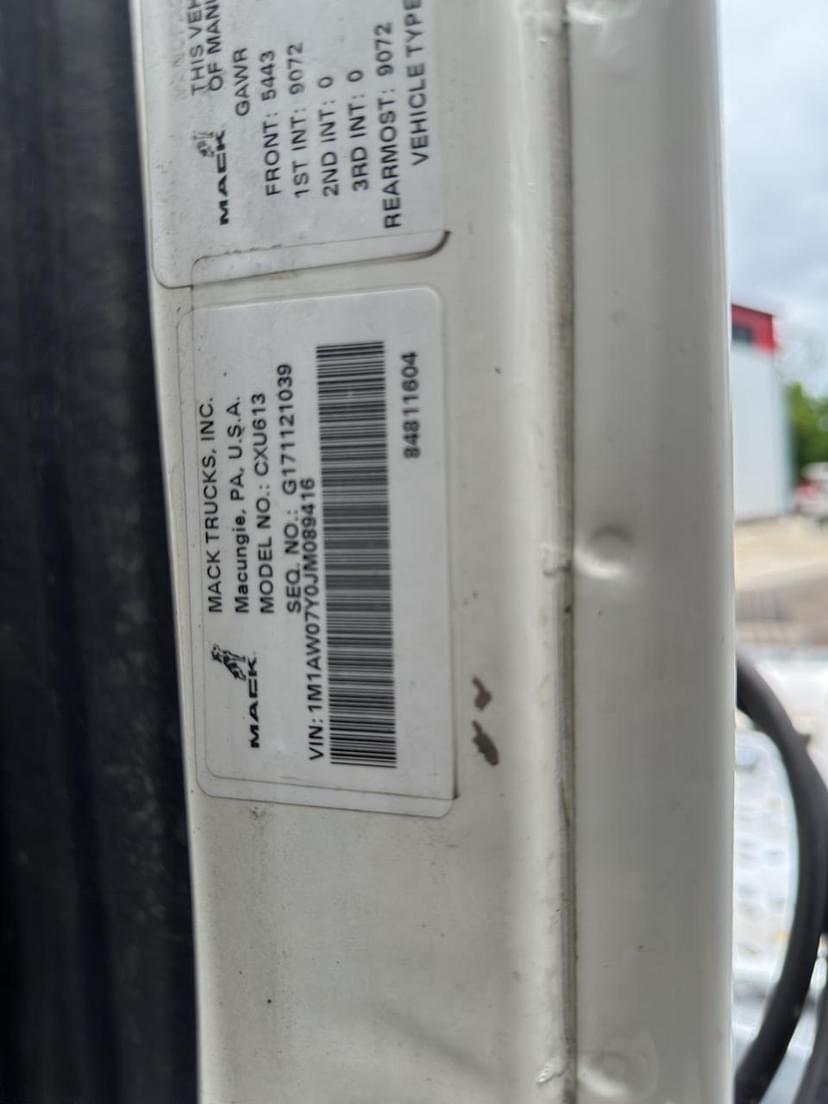 MACK
THIS VEH
OF MANU
GAWR
FRONT: 5443
1ST INT: 9072
2ND INT: 0
3RD INT: 0
REARMOST: 9072
VEHICLE TYPE
MACK
MACK TRUCKS, INC.
Macungie, PA, U.S.A.
MODEL NO.: CXU613
SEQ. NO.: G171121039
VIN: 1M1AW07Y0JM089416
84811604